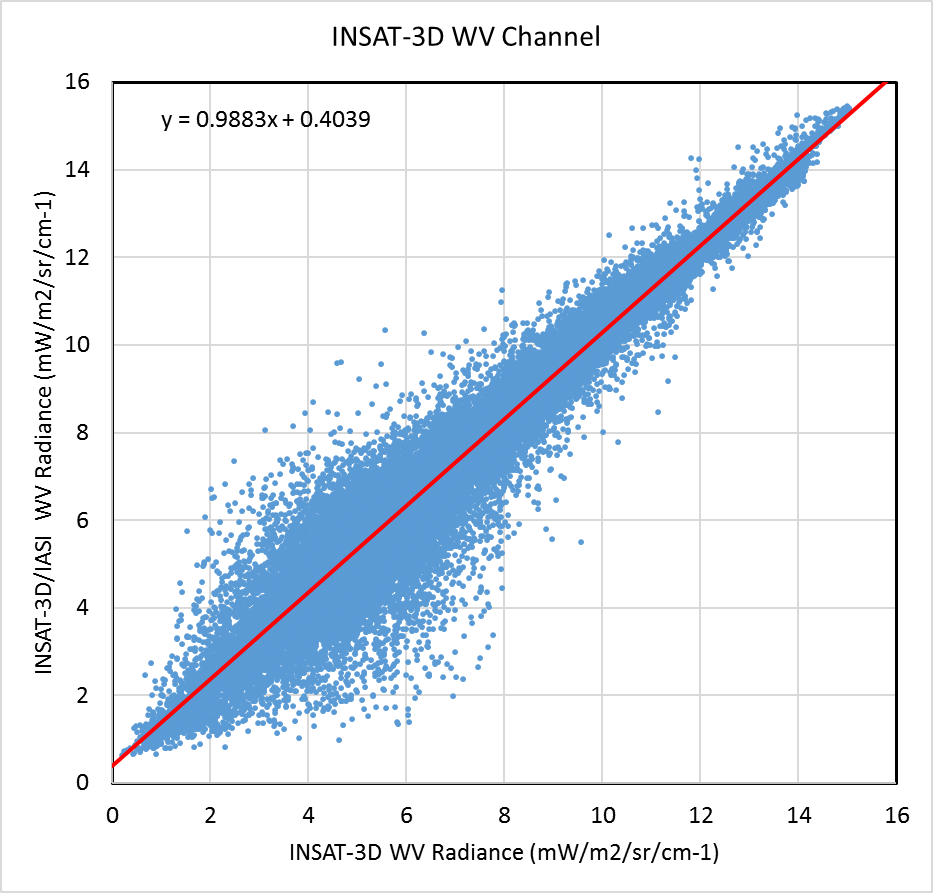 INSAT-3D WV Channel
y = 0.9883x + 0.4039
INSAT-3D/IASI WV Radiance (mW/m2/sr/cm-1)
16
14
12
10
8
6
4
2
0
0 2 4 6 8 10 12 14 16
INSAT-3D WV Radiance (mW/m2/sr/cm-1)